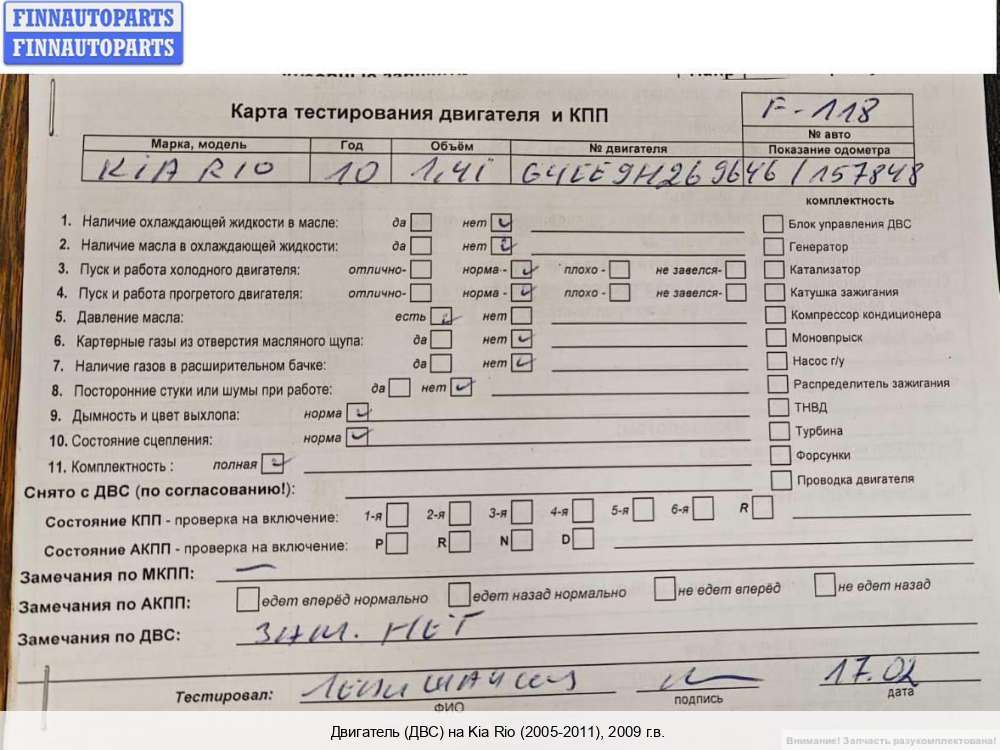 FINNAUTOPARTS
FINNAUTOPARTS
Карта тестирования двигателя и КПП
F-118
№ авто
Марка, модель Год Объём № двигателя Показание одометра
KIA RIO 10 1,4i G4EE9H269646 / 157848
комплектность
1. Наличие охлаждающей жидкости в масле: да нет Блок управления ДВС
2. Наличие масла в охлаждающей жидкости: да нет Генератор
3. Пуск и работа холодного двигателя: отлично- норма - плохо - не завелся- Катализатор
4. Пуск и работа прогретого двигателя: отлично- норма - плохо - не завелся- Катушка зажигания
5. Давление масла: есть нет Компрессор кондиционера
6. Картерные газы из отверстия масляного щупа: да нет Моновпрыск
7. Наличие газов в расширительном бачке: да нет Насос г/у
8. Посторонние стуки или шумы при работе: да нет Распределитель зажигания
9. Дымность и цвет выхлопа: норма ТНВД
10. Состояние сцепления: норма Турбина
11. Комплектность : полная Форсунки
Снято с ДВС (по согласованию!): Проводка двигателя
Состояние КПП - проверка на включение: 1-я 2-я 3-я 4-я 5-я 6-я R
Состояние АКПП - проверка на включение: P R N D
Замечания по МКПП: —
Замечания по АКПП: едет вперёд нормально едет назад нормально не едет вперёд не едет назад
Замечания по ДВС: ЗАМ. НЕТ
Тестировал: 17.02
ФИО подпись дата
Двигатель (ДВС) на Kia Rio (2005-2011), 2009 г.в.
Внимание! Запчасть разукомплектована!